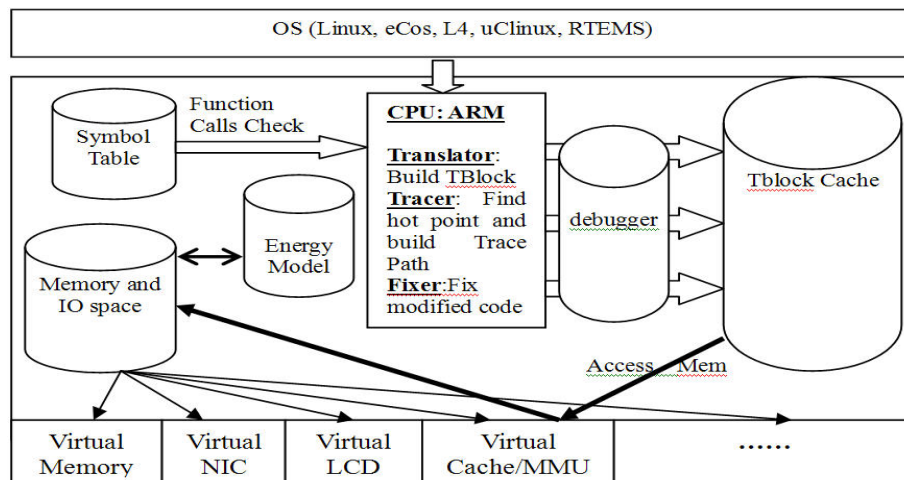 OS (Linux, eCos, L4, uClinux, RTEMS)
Symbol
Table
Function
Calls Check
CPU: ARM
Translator:
Build TBlock
Tracer: Find
hot point and
build Trace
Path
Fixer:Fix
modified code
debugger
Tblock Cache
Energy
Model
Memory and
IO space
Access Mem
Virtual
Memory
Virtual
NIC
Virtual
LCD
Virtual
Cache/MMU
......